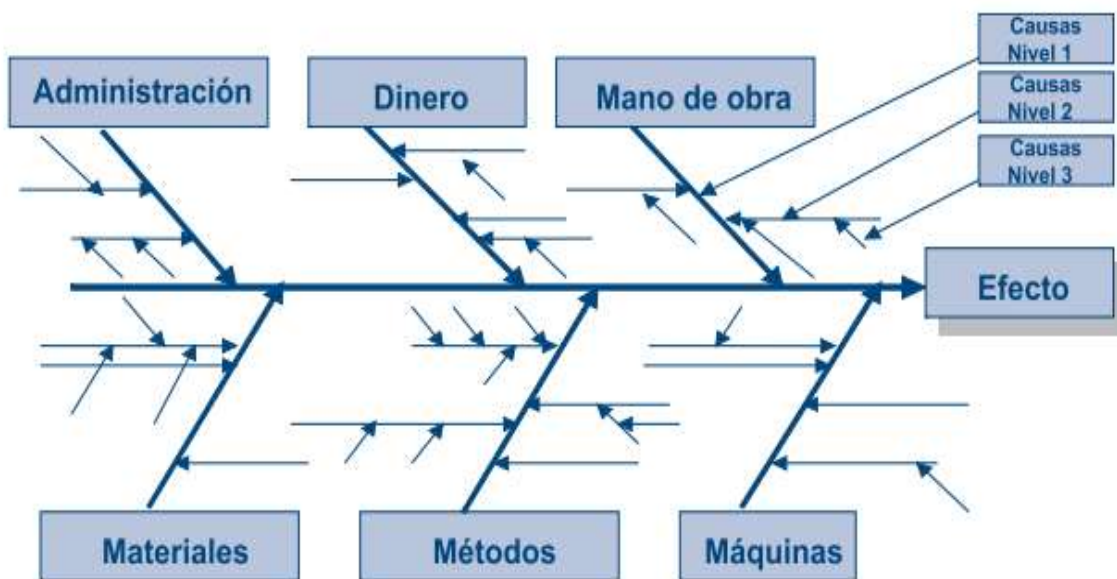 Causas
Nivel 1
Administración
Dinero
Mano de obra
Causas
Nivel 2
Causas
Nivel 3
Efecto
Materiales
Métodos
Máquinas